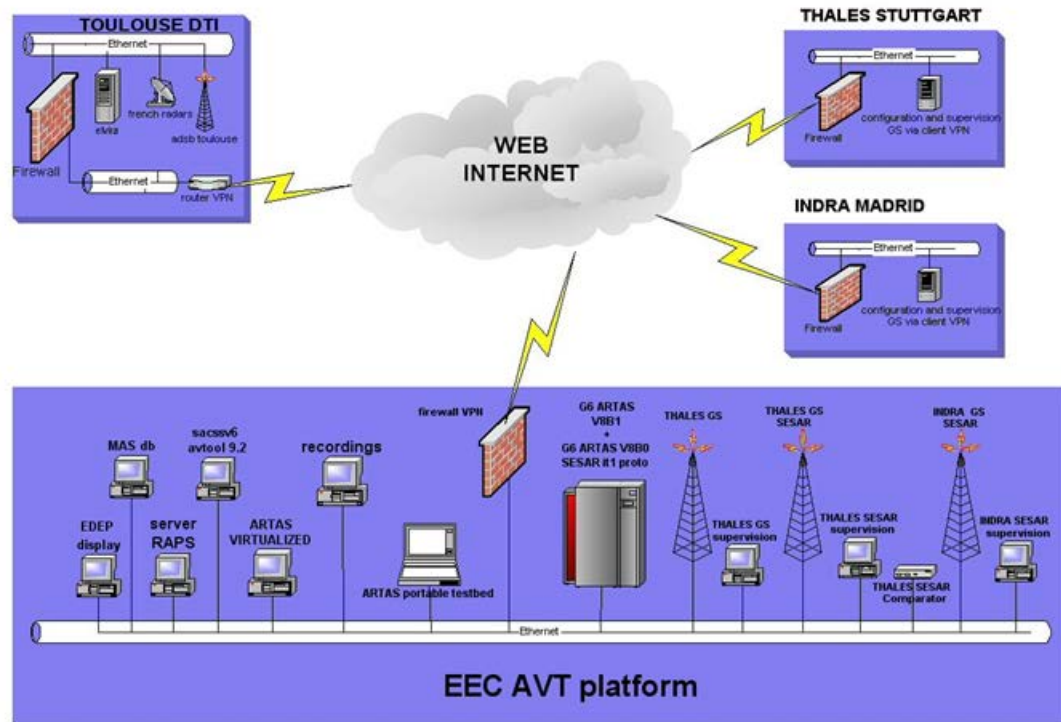 TOULOUSE DTI
Ethernet
elvira
french radars
adsb toulouse
Firewall
Ethernet
router VPN
WEB
INTERNET
THALES STUTTGART
Ethernet
Firewall
configuration and supervision
GS via client VPN
INDRA MADRID
Ethernet
Firewall
configuration and supervision
GS via client VPN
firewall VPN
G6 ARTAS
V8B1
+
G6 ARTAS V8B0
SESAR it1 proto
THALES GS
THALES GS
SESAR
INDRA GS
SESAR
MAS db
sacssv6
avtool 9.2
recordings
EDEP
display
server
RAPS
ARTAS
VIRTUALIZED
ARTAS portable testbed
THALES GS
supervision
THALES SESAR
supervision
THALES SESAR
Comparator
INDRA SESAR
supervision
Ethernet
EEC AVT platform